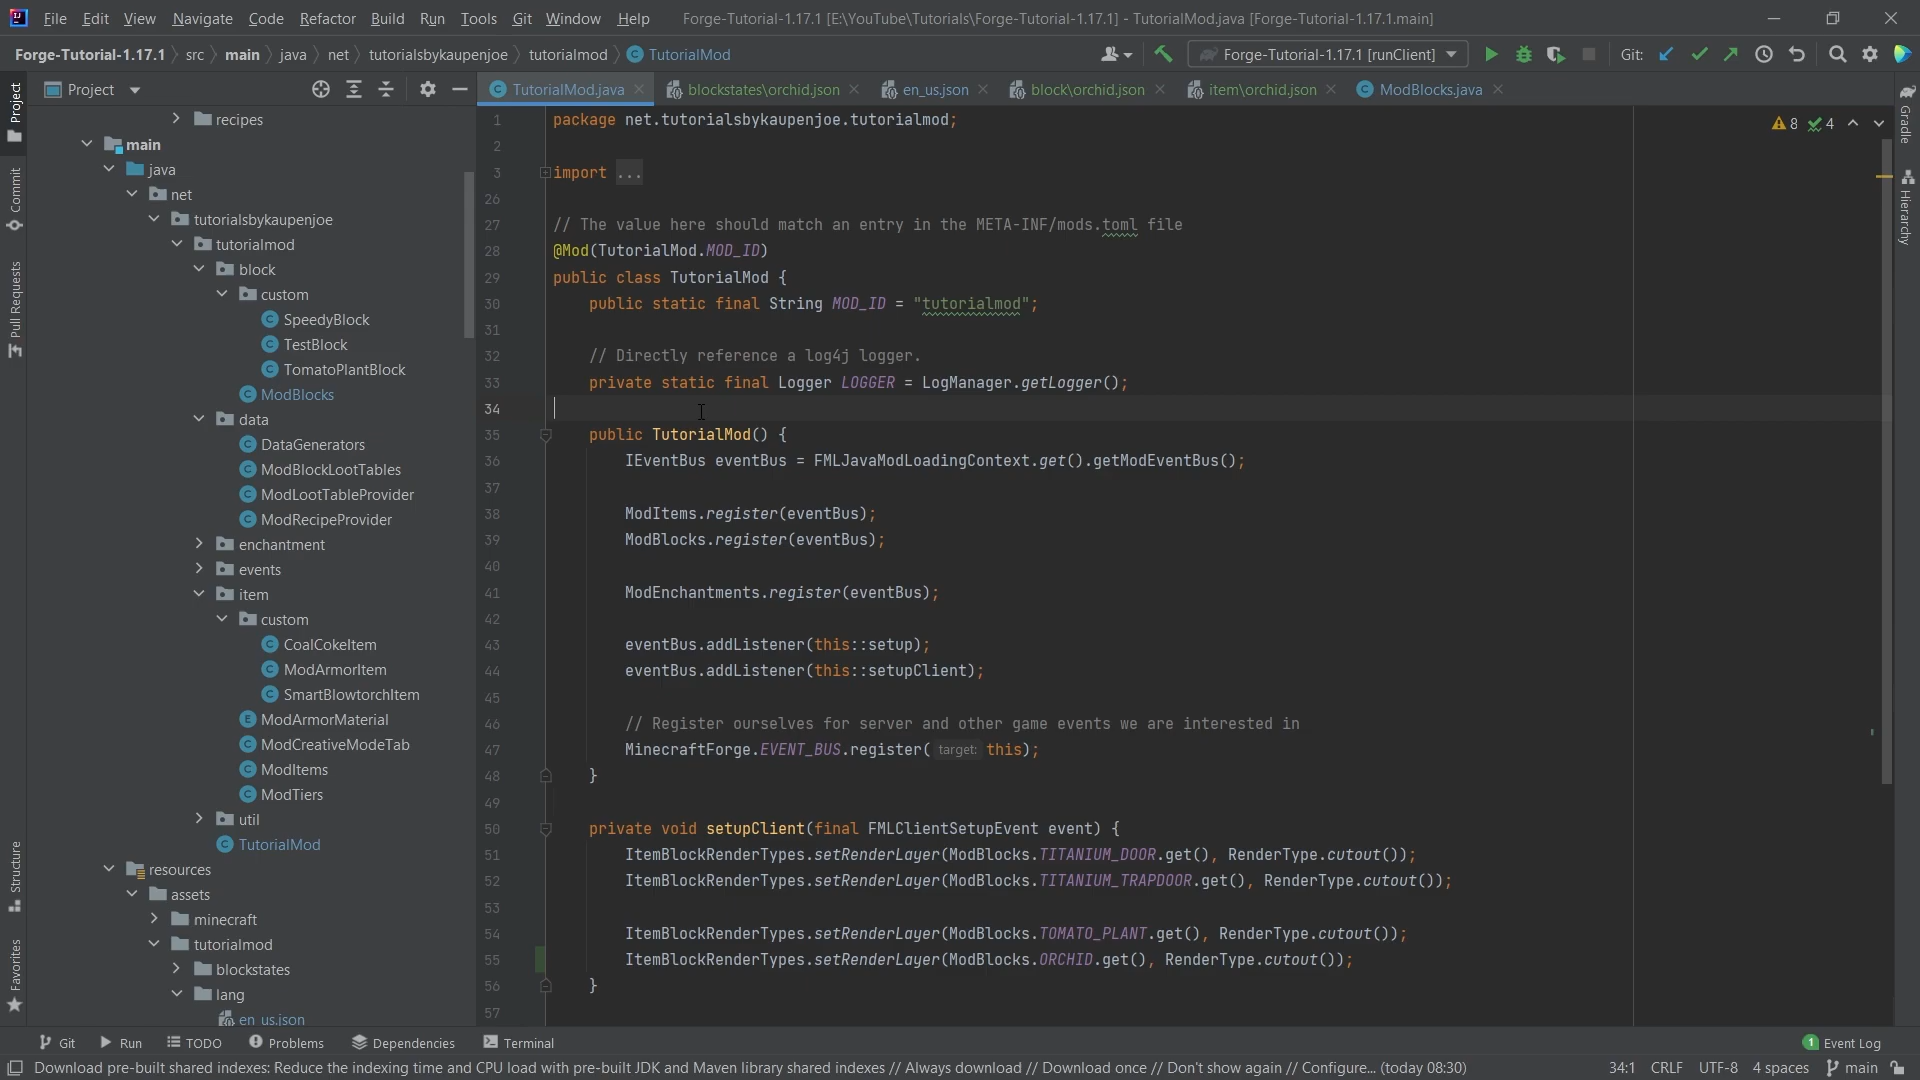 File Edit View Navigate Code Refactor Build Run Tools Git Window Help Forge-Tutorial-1.17.1 [E:\YouTube\Tutorials\Forge-Tutorial-1.17.1] - TutorialMod.java [Forge-Tutorial-1.17.1.main]
Forge-Tutorial-1.17.1 src main java net tutorialsbykaupenjoe tutorialmod TutorialMod Forge-Tutorial-1.17.1 [runClient] Git:
Project TutorialMod.java blockstates\orchid.json en_us.json block\orchid.json item\orchid.json ModBlocks.java
Project
Commit
Pull Requests
Structure
Favorites
recipes
main
java
net
tutorialsbykaupenjoe
tutorialmod
block
custom
SpeedyBlock
TestBlock
TomatoPlantBlock
ModBlocks
data
DataGenerators
ModBlockLootTables
ModLootTableProvider
ModRecipeProvider
enchantment
events
item
custom
CoalCokeItem
ModArmorItem
SmartBlowtorchItem
ModArmorMaterial
ModCreativeModeTab
ModItems
ModTiers
util
TutorialMod
resources
assets
minecraft
tutorialmod
blockstates
lang
en_us.json
1 package net.tutorialsbykaupenjoe.tutorialmod;
2
3 import ...
26
27 // The value here should match an entry in the META-INF/mods.toml file
28 @Mod(TutorialMod.MOD_ID)
29 public class TutorialMod {
30 public static final String MOD_ID = "tutorialmod";
31
32 // Directly reference a log4j logger.
33 private static final Logger LOGGER = LogManager.getLogger();
34
35 public TutorialMod() {
36 IEventBus eventBus = FMLJavaModLoadingContext.get().getModEventBus();
37
38 ModItems.register(eventBus);
39 ModBlocks.register(eventBus);
40
41 ModEnchantments.register(eventBus);
42
43 eventBus.addListener(this::setup);
44 eventBus.addListener(this::setupClient);
45
46 // Register ourselves for server and other game events we are interested in
47 MinecraftForge.EVENT_BUS.register( target: this);
48 }
49
50 private void setupClient(final FMLClientSetupEvent event) {
51 ItemBlockRenderTypes.setRenderLayer(ModBlocks.TITANIUM_DOOR.get(), RenderType.cutout());
52 ItemBlockRenderTypes.setRenderLayer(ModBlocks.TITANIUM_TRAPDOOR.get(), RenderType.cutout());
53
54 ItemBlockRenderTypes.setRenderLayer(ModBlocks.TOMATO_PLANT.get(), RenderType.cutout());
55 ItemBlockRenderTypes.setRenderLayer(ModBlocks.ORCHID.get(), RenderType.cutout());
56 }
57
8 4
Gradle
Hierarchy
Git Run TODO Problems Dependencies Terminal 1 Event Log
Download pre-built shared indexes: Reduce the indexing time and CPU load with pre-built JDK and Maven library shared indexes // Always download // Download once // Don't show again // Configure... (today 08:30) 34:1 CRLF UTF-8 4 spaces main